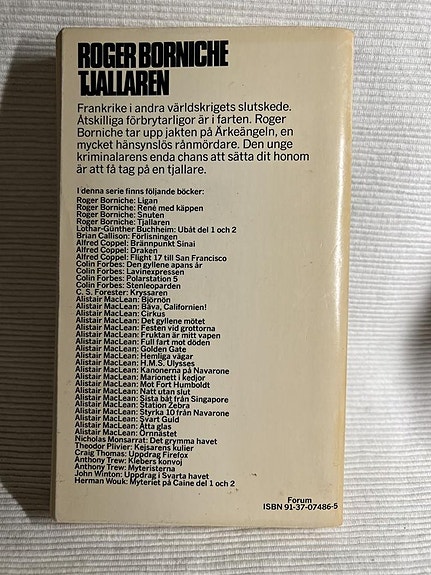 ROGER BORNICHE
TJALLAREN
Frankrike i andra världskrigets slutskede.
Åtskilliga förbrytarligor är i farten. Roger
Borniche tar upp jakten på Ärkeängeln, en
mycket hänsynslös rånmördare. Den unge
kriminalarens enda chans att sätta dit honom
är att få tag på en tjallare.
I denna serie finns följande böcker:
Roger Borniche: Ligan
Roger Borniche: René med käppen
Roger Borniche: Snuten
Roger Borniche: Tjallaren
Lothar-Günther Buchheim: Ubåt del 1 och 2
Brian Callison: Förlisningen
Alfred Coppel: Brännpunkt Sinai
Alfred Coppel: Draken
Alfred Coppel: Flight 17 till San Francisco
Colin Forbes: Den gyllene apans år
Colin Forbes: Lavinexpressen
Colin Forbes: Polarstation 5
Colin Forbes: Stenleoparden
C. S. Forester: Kryssaren
Alistair MacLean: Björnön
Alistair MacLean: Bäva, Californien!
Alistair MacLean: Cirkus
Alistair MacLean: Det gyllene mötet
Alistair MacLean: Festen vid grottorna
Alistair MacLean: Fruktan är mitt vapen
Alistair MacLean: Full fart mot döden
Alistair MacLean: Golden Gate
Alistair MacLean: Hemliga vägar
Alistair MacLean: H.M.S. Ulysses
Alistair MacLean: Kanonerna på Navarone
Alistair MacLean: Marionett i kedjor
Alistair MacLean: Mot Fort Humboldt
Alistair MacLean: Natt utan slut
Alistair MacLean: Sista båt från Singapore
Alistair MacLean: Station Zebra
Alistair MacLean: Styrka 10 från Navarone
Alistair MacLean: Svart Guld
Alistair MacLean: Åtta glas
Alistair MacLean: Örnnästet
Nicholas Monsarrat: Det grymma havet
Theodor Plivier: Kejsarens kulier
Craig Thomas: Uppdrag Firefox
Anthony Trew: Klebers konvoj
Anthony Trew: Myteristerna
John Winton: Uppdrag i Svarta havet
Herman Wouk: Myteriet på Caine del 1 och 2
Forum
ISBN 91-37-07486-5